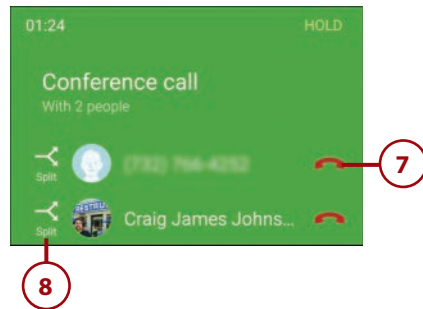 01:24 HOLD
Conference call
With 2 people
7
Split
Craig James Johns...
Split
8